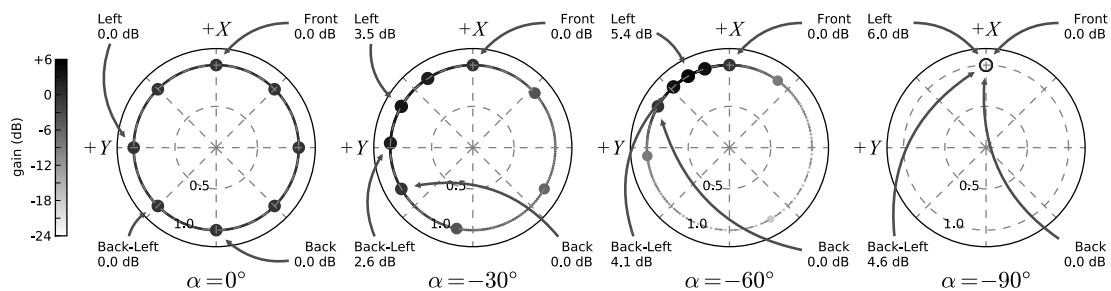 gain (dB)
+6
0
-6
-12
-18
-24
Left
0.0 dB
+X
Front
0.0 dB
+Y
0.5
1.0
Back-Left
0.0 dB
Back
0.0 dB
α=0°
Left
3.5 dB
+X
Front
0.0 dB
+Y
0.5
1.0
Back-Left
2.6 dB
Back
0.0 dB
α=−30°
Left
5.4 dB
+X
Front
0.0 dB
+Y
0.5
1.0
Back-Left
4.1 dB
Back
0.0 dB
α=−60°
Left
6.0 dB
+X
Front
0.0 dB
+Y
0.5
1.0
Back-Left
4.6 dB
Back
0.0 dB
α=−90°